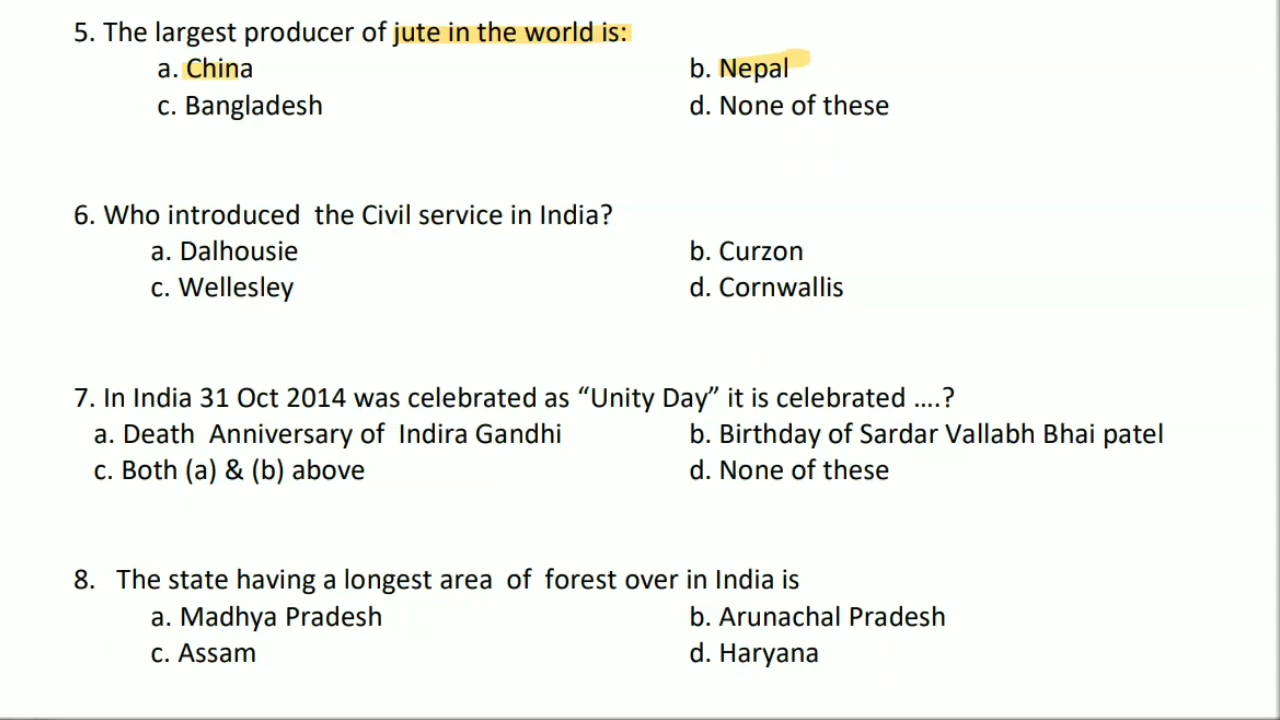 5. The largest producer of jute in the world is:
a. China b. Nepal
c. Bangladesh d. None of these
6. Who introduced the Civil service in India?
a. Dalhousie b. Curzon
c. Wellesley d. Cornwallis
7. In India 31 Oct 2014 was celebrated as “Unity Day” it is celebrated ....?
a. Death Anniversary of Indira Gandhi b. Birthday of Sardar Vallabh Bhai patel
c. Both (a) & (b) above d. None of these
8. The state having a longest area of forest over in India is
a. Madhya Pradesh b. Arunachal Pradesh
c. Assam d. Haryana